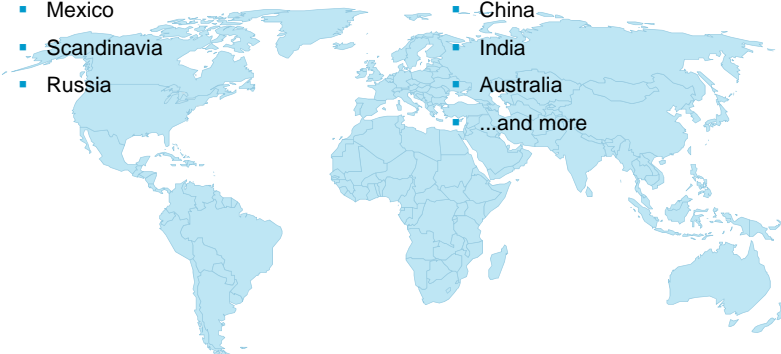 ▪ Mexico
▪ Scandinavia
▪ Russia
▪ China
▪ India
▪ Australia
▪ ...and more